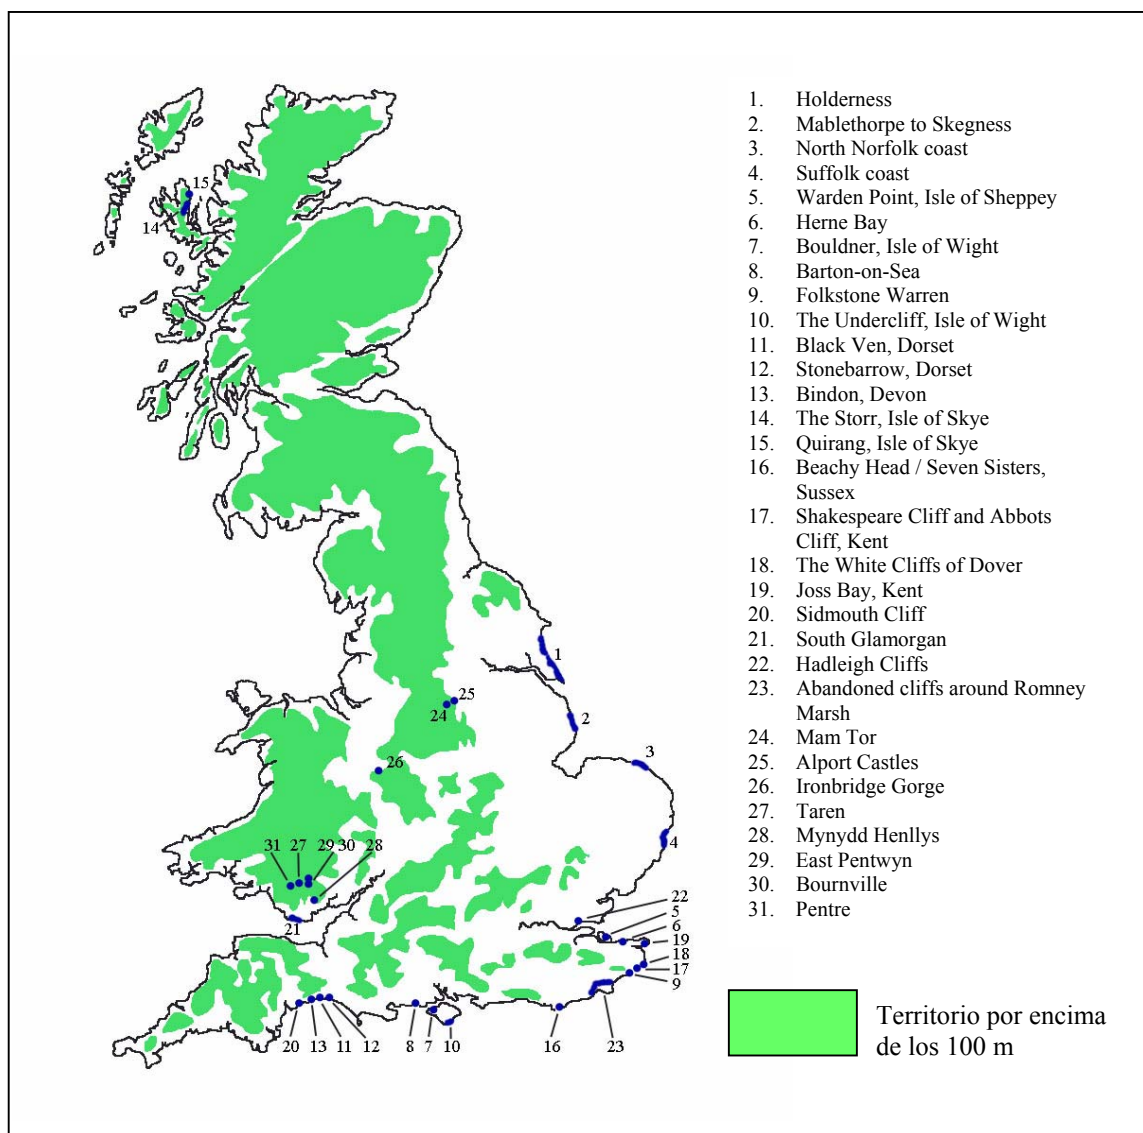 1. Holderness
2. Mablethorpe to Skegness
3. North Norfolk coast
4. Suffolk coast
5. Warden Point, Isle of Sheppey
6. Herne Bay
7. Bouldner, Isle of Wight
8. Barton-on-Sea
9. Folkstone Warren
10. The Undercliff, Isle of Wight
11. Black Ven, Dorset
12. Stonebarrow, Dorset
13. Bindon, Devon
14. The Storr, Isle of Skye
15. Quirang, Isle of Skye
16. Beachy Head / Seven Sisters,
Sussex
17. Shakespeare Cliff and Abbots
Cliff, Kent
18. The White Cliffs of Dover
19. Joss Bay, Kent
20. Sidmouth Cliff
21. South Glamorgan
22. Hadleigh Cliffs
23. Abandoned cliffs around Romney
Marsh
24. Mam Tor
25. Alport Castles
26. Ironbridge Gorge
27. Taren
28. Mynydd Henllys
29. East Pentwyn
30. Bournville
31. Pentre
Territorio por encima
de los 100 m
15
14
1
25
24
2
3
26
4
31 27 29 30 28
21
22
5
6
19
18
17
9
20 13 11 12 8 7 10 16 23